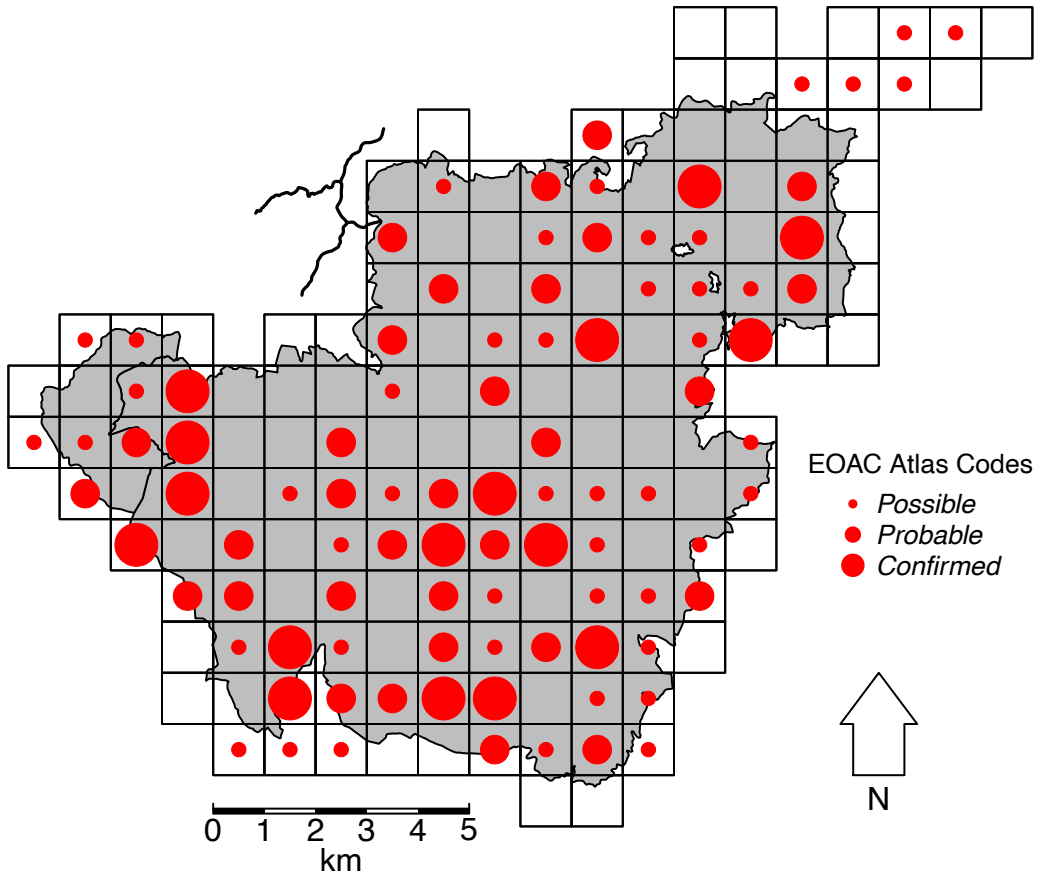 EOAC Atlas Codes
Possible
Probable
Confirmed
N
0 1 2 3 4 5
km